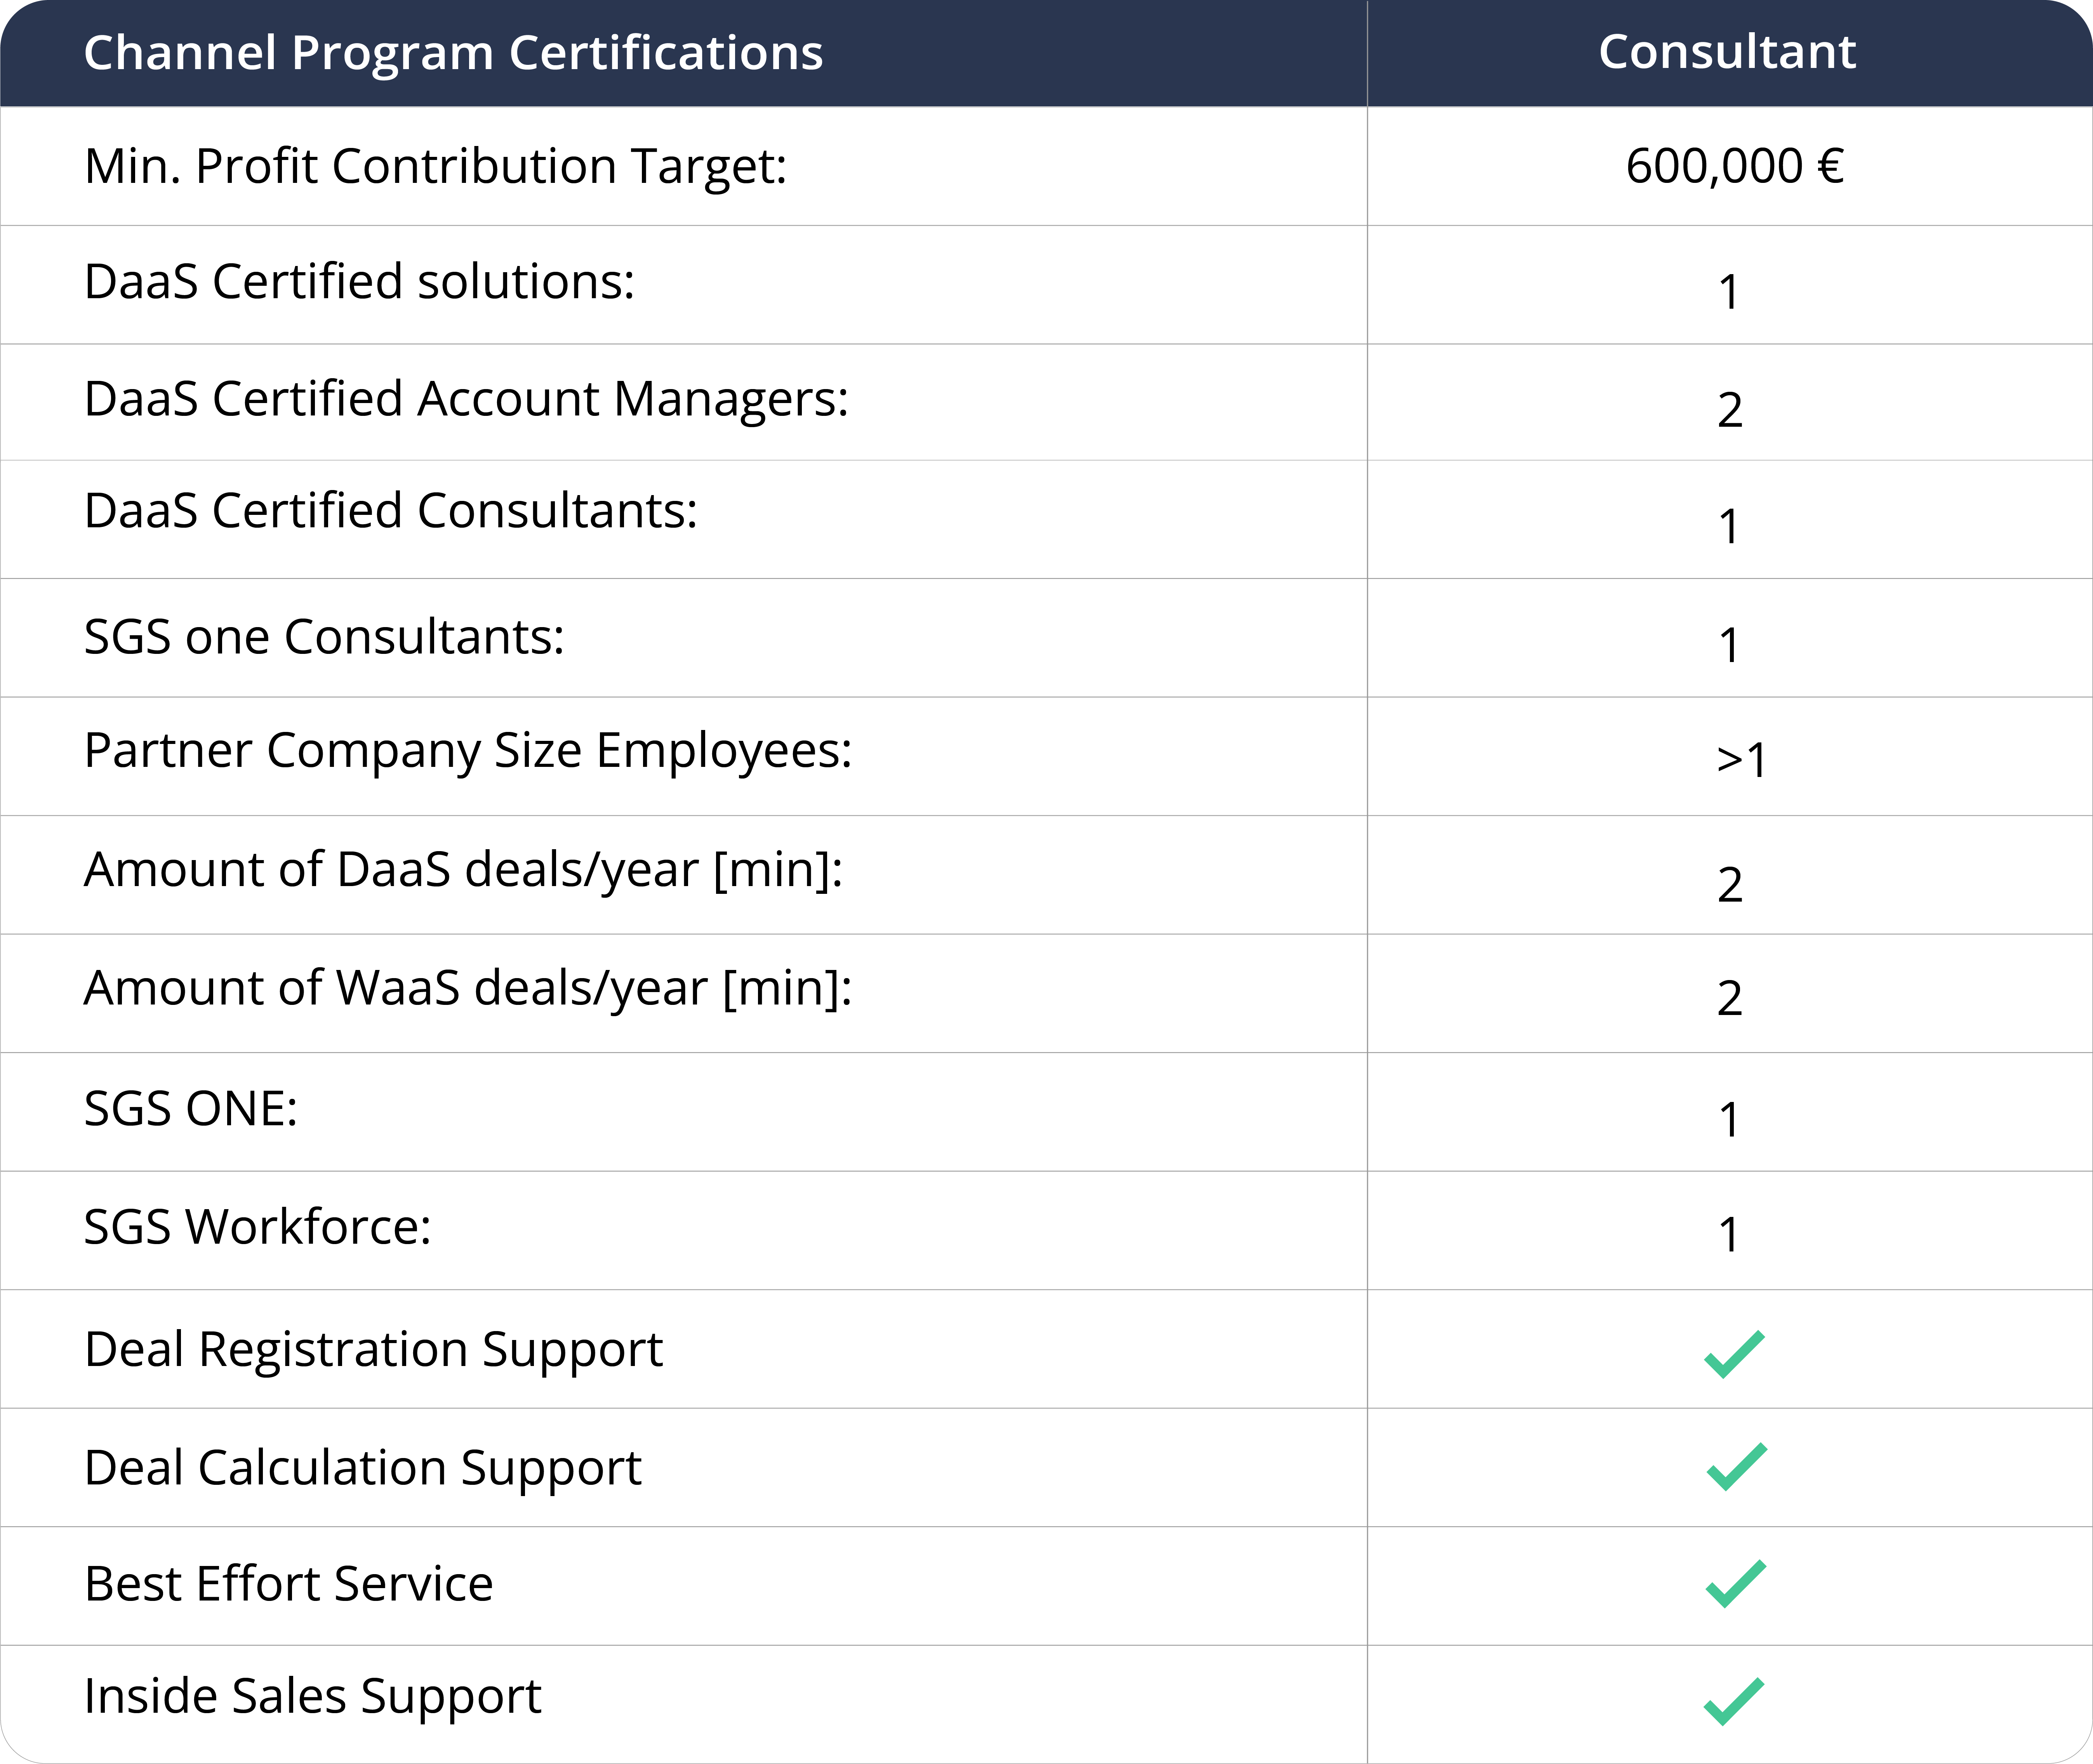 Channel Program Certifications Consultant
Min. Profit Contribution Target: 600,000 €
DaaS Certified solutions: 1
DaaS Certified Account Managers: 2
DaaS Certified Consultants: 1
SGS one Consultants: 1
Partner Company Size Employees: >1
Amount of DaaS deals/year [min]: 2
Amount of WaaS deals/year [min]: 2
SGS ONE: 1
SGS Workforce: 1
Deal Registration Support ✓
Deal Calculation Support ✓
Best Effort Service ✓
Inside Sales Support ✓